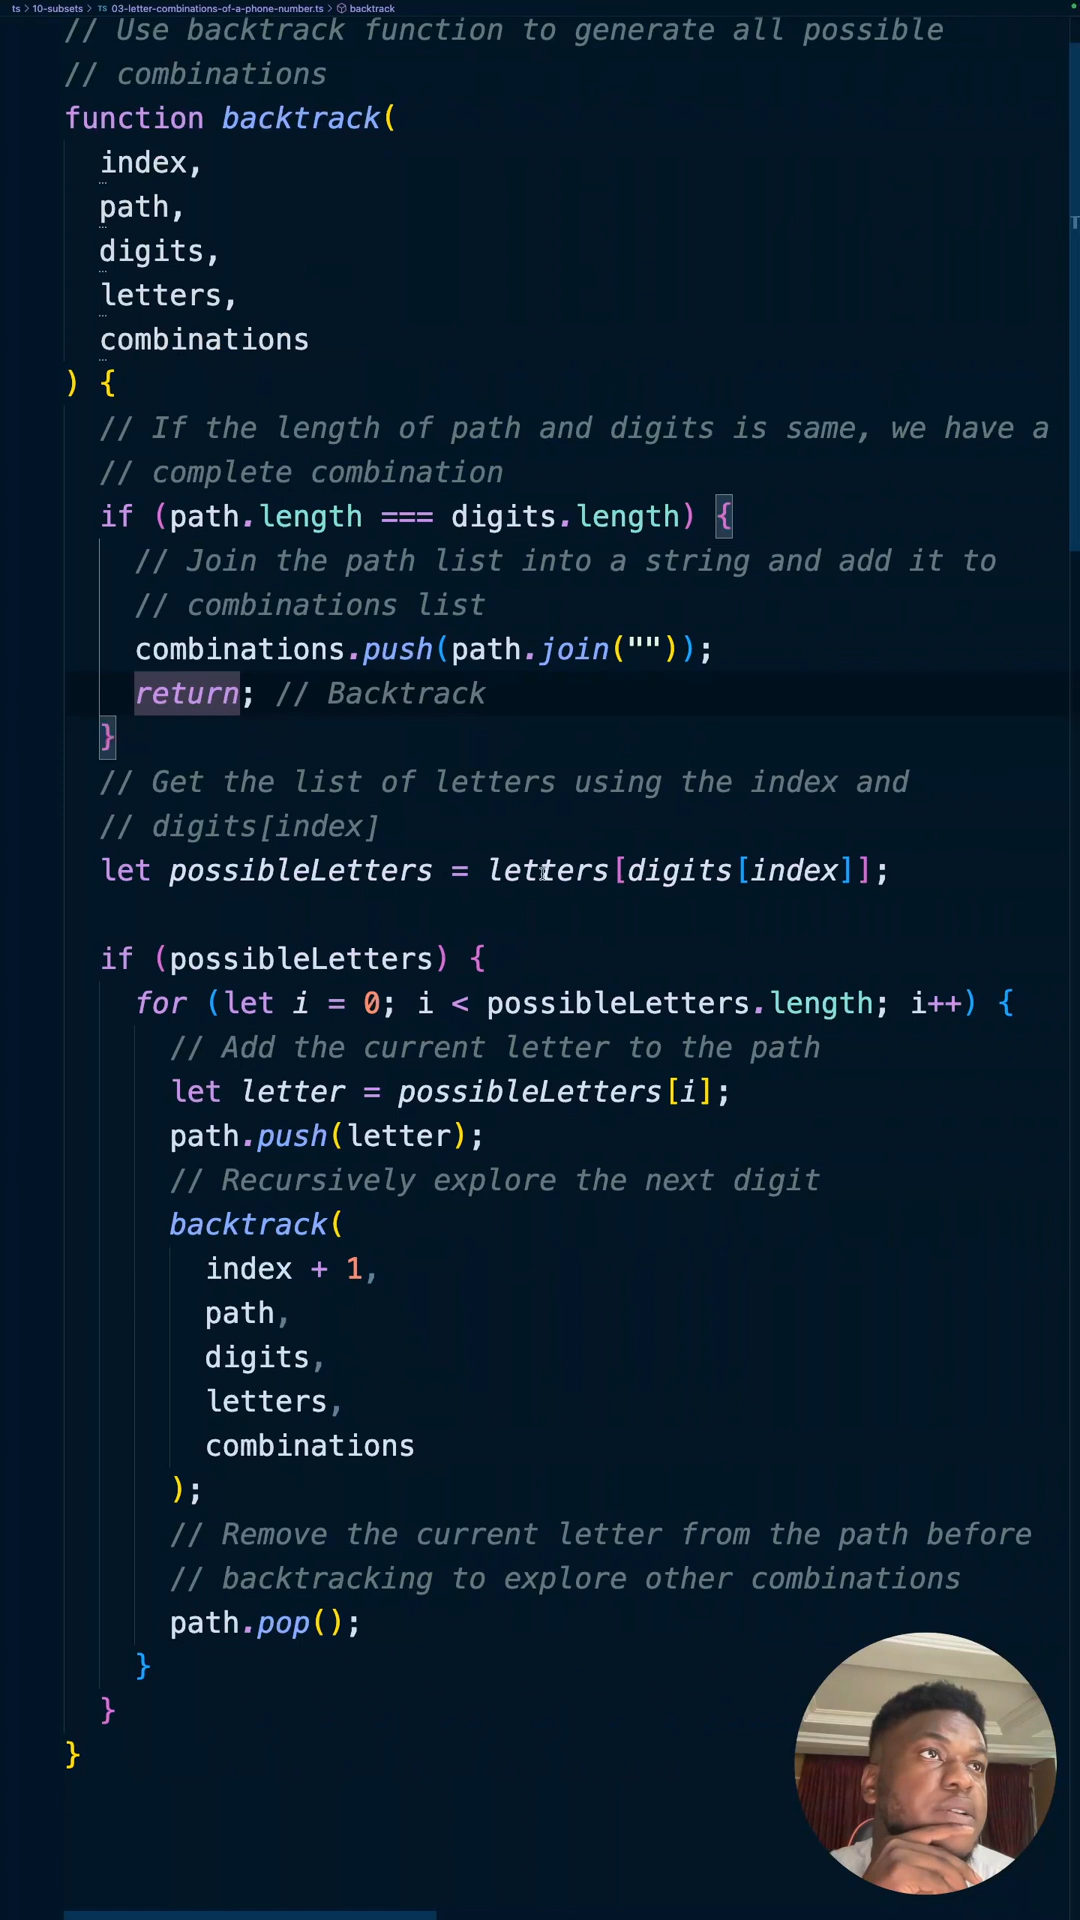 ts > 10-subsets > TS 03-letter-combinations-of-a-phone-number.ts > backtrack
// Use backtrack function to generate all possible
// combinations
function backtrack(
index,
path,
digits,
letters,
combinations
) {
// If the length of path and digits is same, we have a
// complete combination
if (path.length === digits.length) {
// Join the path list into a string and add it to
// combinations list
combinations.push(path.join(""));
return; // Backtrack
}
// Get the list of letters using the index and
// digits[index]
let possibleLetters = letters[digits[index]];
if (possibleLetters) {
for (let i = 0; i < possibleLetters.length; i++) {
// Add the current letter to the path
let letter = possibleLetters[i];
path.push(letter);
// Recursively explore the next digit
backtrack(
index + 1,
path,
digits,
letters,
combinations
);
// Remove the current letter from the path before
// backtracking to explore other combinations
path.pop();
}
}
}